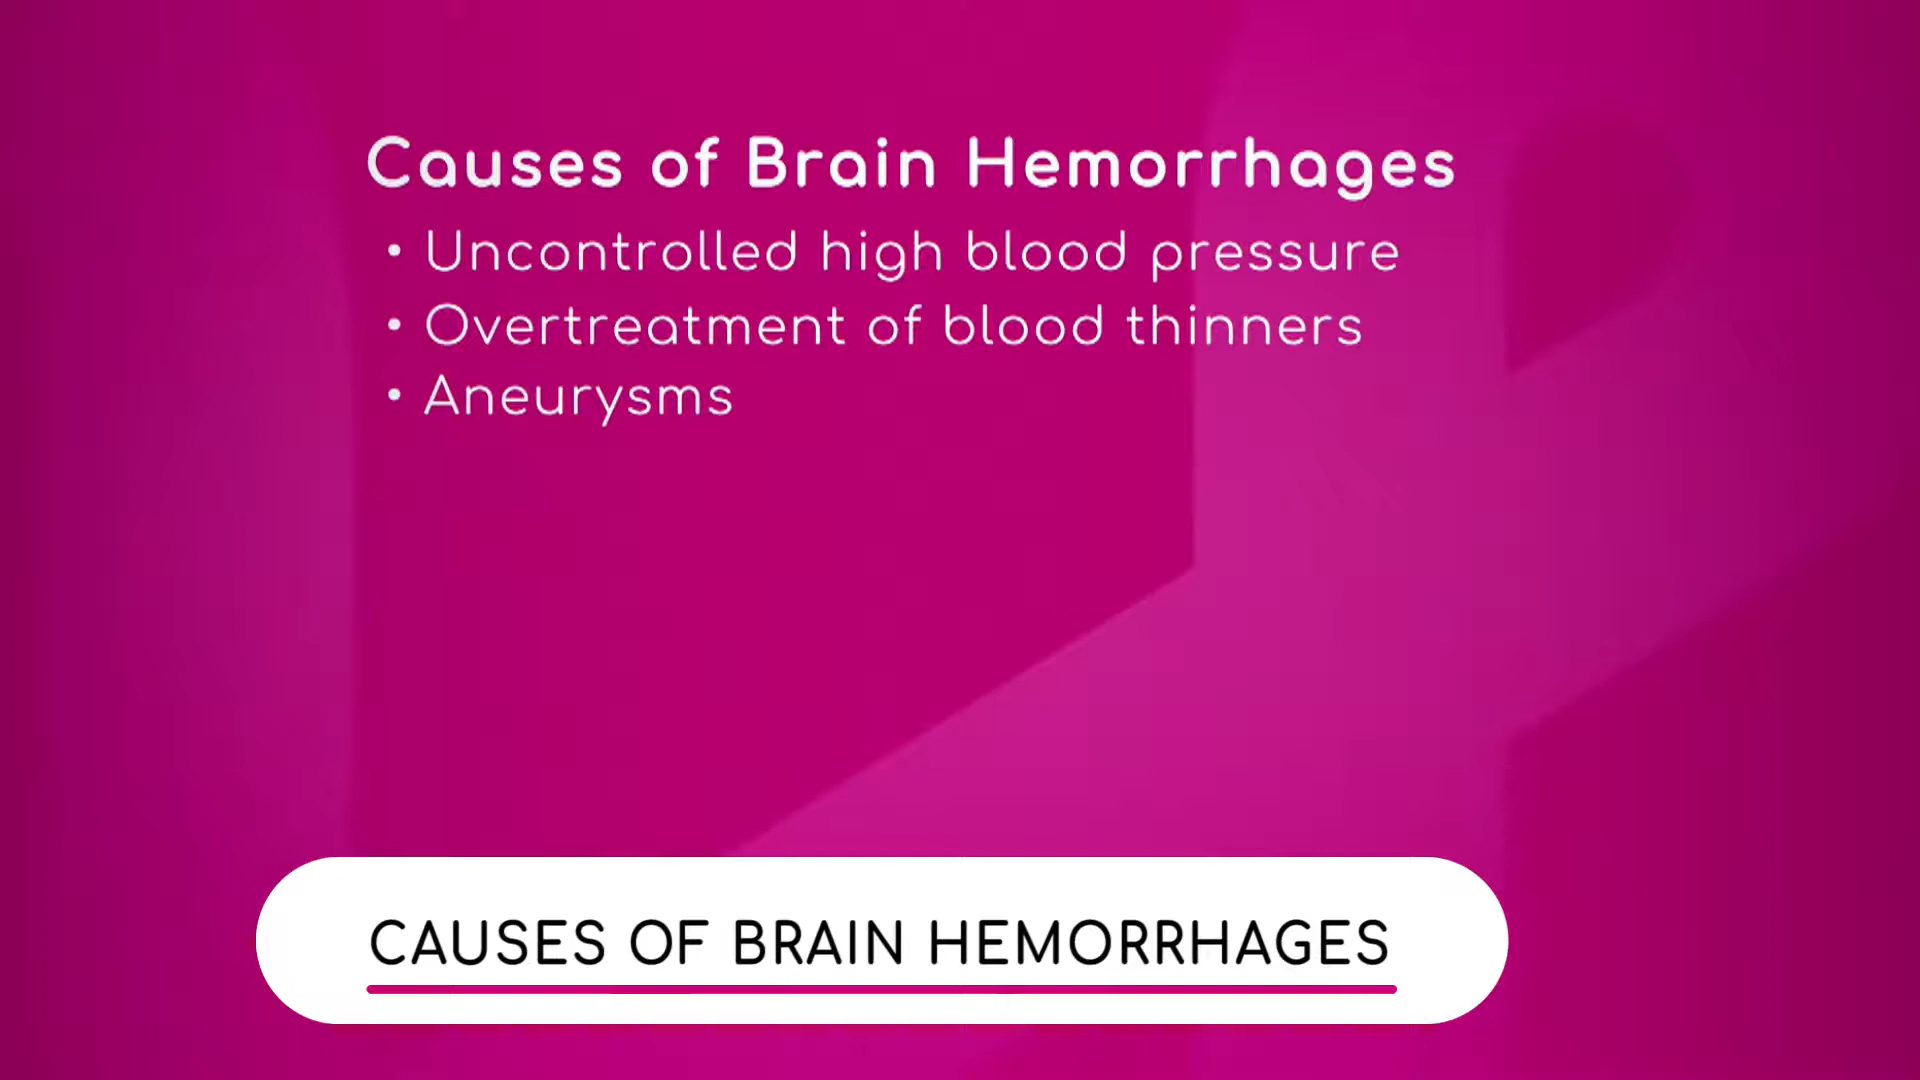 Causes of Brain Hemorrhages
• Uncontrolled high blood pressure
• Overtreatment of blood thinners
• Aneurysms
CAUSES OF BRAIN HEMORRHAGES